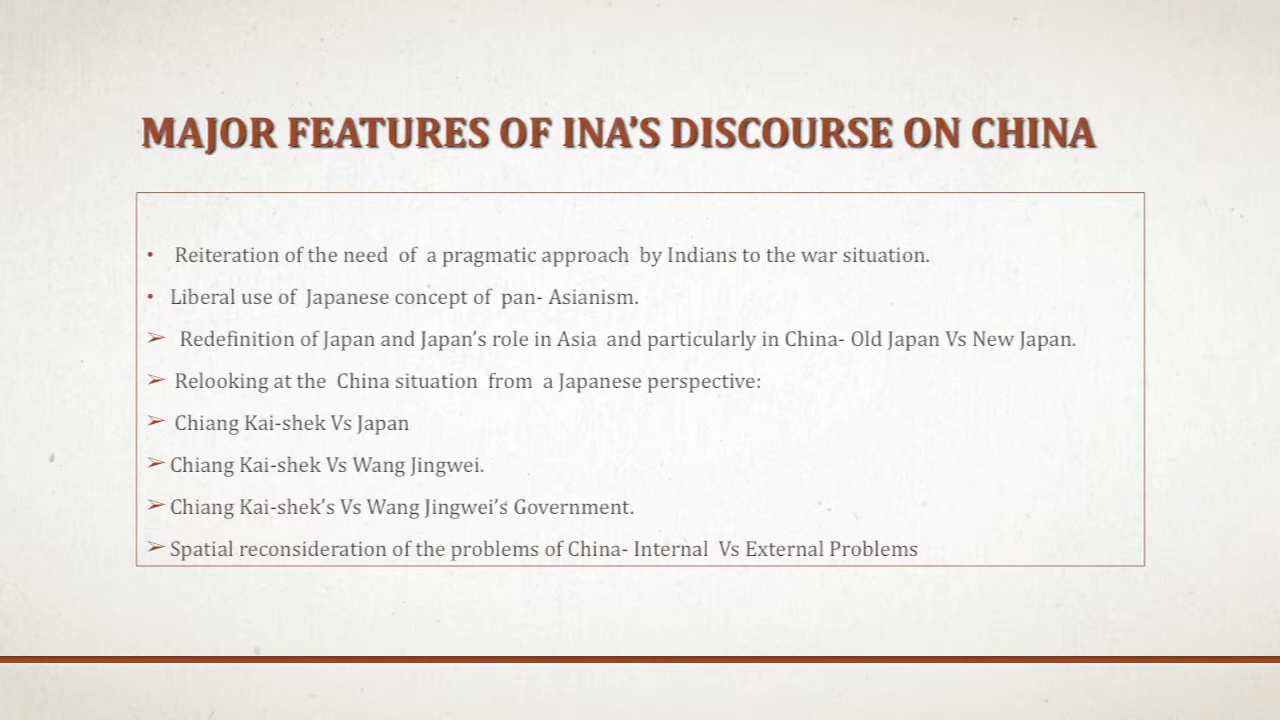 MAJOR FEATURES OF INA’S DISCOURSE ON CHINA
• Reiteration of the need of a pragmatic approach by Indians to the war situation.
• Liberal use of Japanese concept of pan- Asianism.
➢ Redefinition of Japan and Japan’s role in Asia and particularly in China- Old Japan Vs New Japan.
➢ Relooking at the China situation from a Japanese perspective:
➢ Chiang Kai-shek Vs Japan
➢ Chiang Kai-shek Vs Wang Jingwei.
➢ Chiang Kai-shek’s Vs Wang Jingwei’s Government.
➢ Spatial reconsideration of the problems of China- Internal Vs External Problems